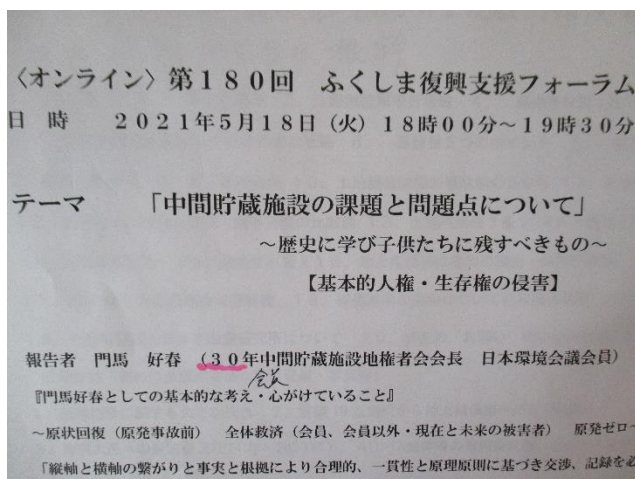 〈オンライン〉第１８０回　ふくしま復興支援フォーラム
日　時　２０２１年５月１８日（火）１８時００分～１９時３０分
テーマ　「中間貯蔵施設の課題と問題点について」
～歴史に学び子供たちに残すべきもの～
【基本的人権・生存権の侵害】
報告者　門馬　好春　（３０年中間貯蔵施設地権者会会長　日本環境会議会員）
『門馬好春としての基本的な考え・心がけていること』
～原状回復（原発事故前）　全体救済（会員、会員以外・現在と未来の被害者）　原発ゼロ～
「縦軸と横軸の繋がりと事実と根拠により合理的、一貫性と原理原則に基づき交渉、記録を必